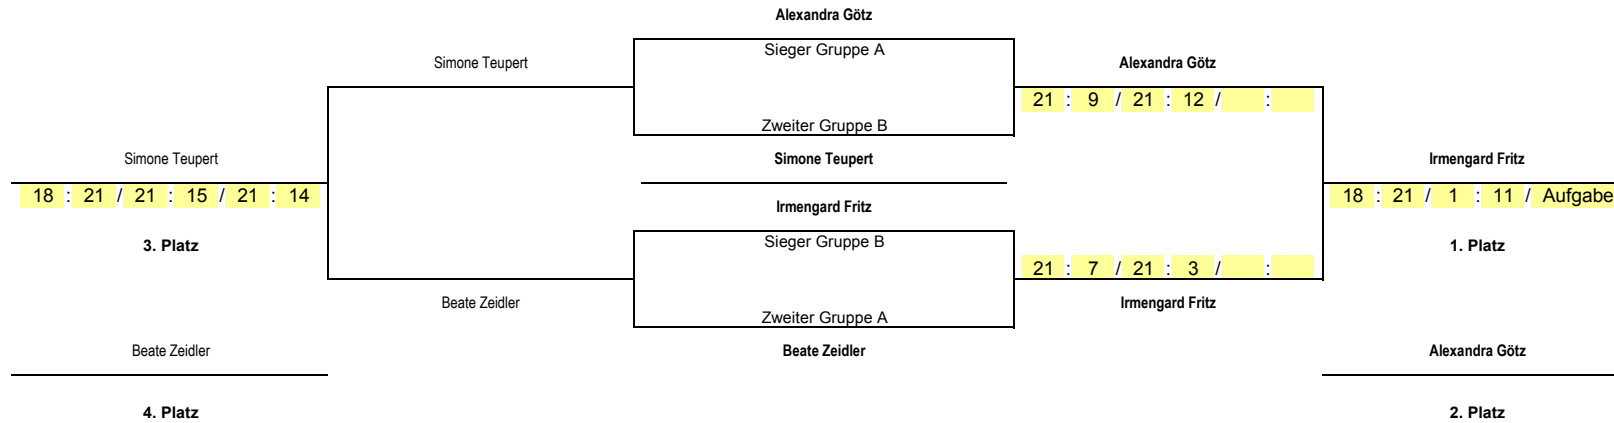 Alexandra Götz
Sieger Gruppe A
Simone Teupert
Alexandra Götz
21 : 9 / 21 : 12 / :
Zweiter Gruppe B
Simone Teupert
Simone Teupert
Irmengard Fritz
18 : 21 / 21 : 15 / 21 : 14
18 : 21 / 1 : 11 / Aufgabe
Irmengard Fritz
3. Platz
Sieger Gruppe B
1. Platz
21 : 7 / 21 : 3 / :
Beate Zeidler
Irmengard Fritz
Zweiter Gruppe A
Beate Zeidler
Beate Zeidler
Alexandra Götz
4. Platz
2. Platz